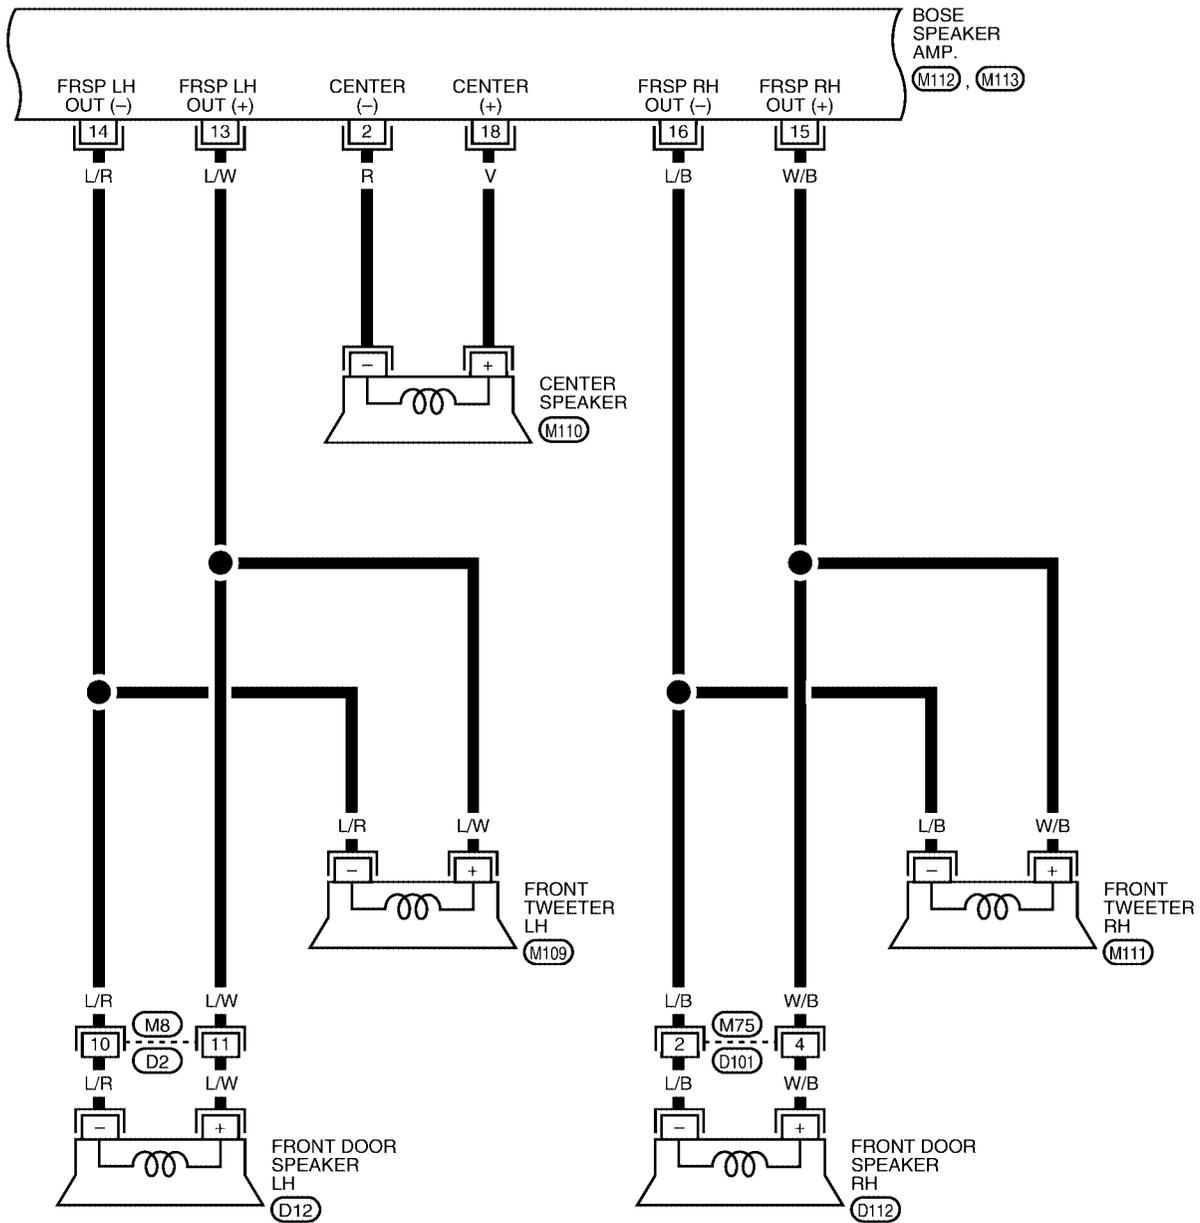 BOSE
SPEAKER
AMP.
M112 , M113
FRSP LH
OUT (–)
FRSP LH
OUT (+)
CENTER
(–)
CENTER
(+)
FRSP RH
OUT (–)
FRSP RH
OUT (+)
14 13 2 18 16 15
L/R L/W R V L/B W/B
– +
CENTER
SPEAKER
M110
L/R L/W L/B W/B
– + – +
FRONT
TWEETER
LH
M109
FRONT
TWEETER
RH
M111
L/R L/W L/B W/B
10 M8 11 2 M75 4
D2 D101
L/R L/W L/B W/B
– + – +
FRONT DOOR
SPEAKER
LH
D12
FRONT DOOR
SPEAKER
RH
D112